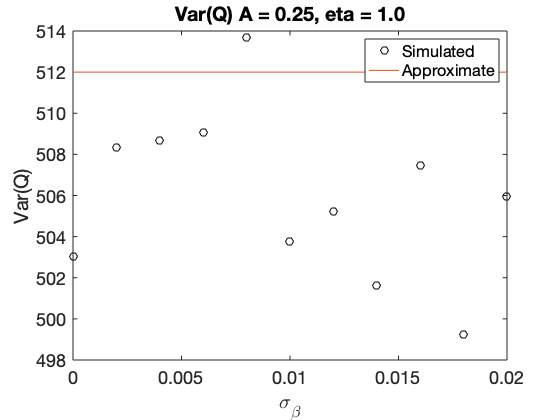 Var(Q) A = 0.25, eta = 1.0
514
512
510
508
506
504
502
500
498
Var(Q)
Simulated
Approximate
0
0.005
0.01
0.015
0.02
σ_β